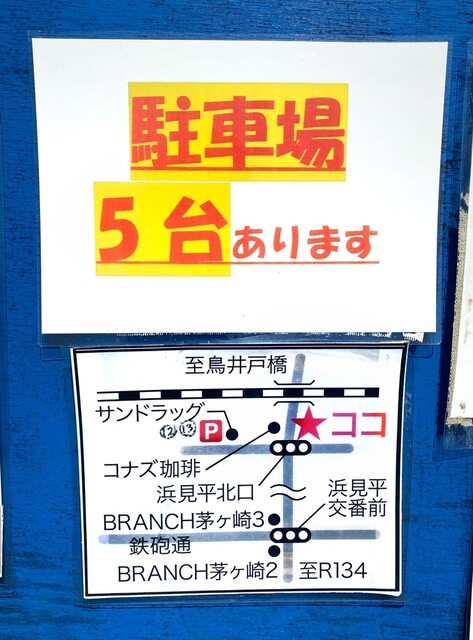 駐車場
5台あります
至鳥井戸橋
サンドラッグ
⑫ ⑬ P
ココ
コナズ珈琲
浜見平北口
浜見平
交番前
BRANCH茅ヶ崎3
鉄砲通
BRANCH茅ヶ崎2
至R134